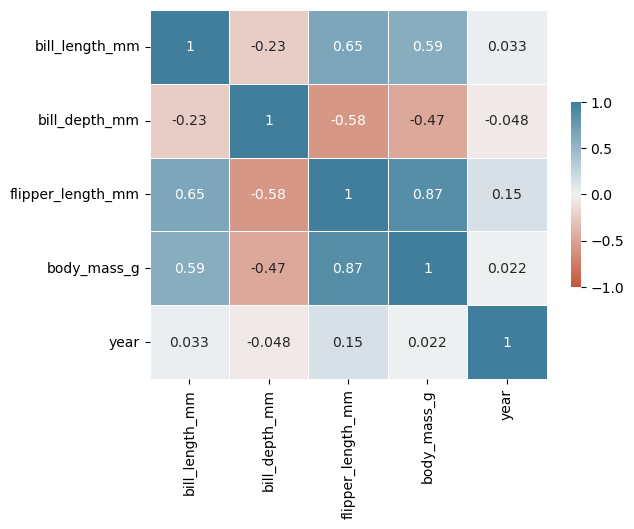 bill_length_mm 1 -0.23 0.65 0.59 0.033
bill_depth_mm -0.23 1 -0.58 -0.47 -0.048
flipper_length_mm 0.65 -0.58 1 0.87 0.15
body_mass_g 0.59 -0.47 0.87 1 0.022
year 0.033 -0.048 0.15 0.022 1
bill_length_mm
bill_depth_mm
flipper_length_mm
body_mass_g
year
1.0
0.5
0.0
−0.5
−1.0